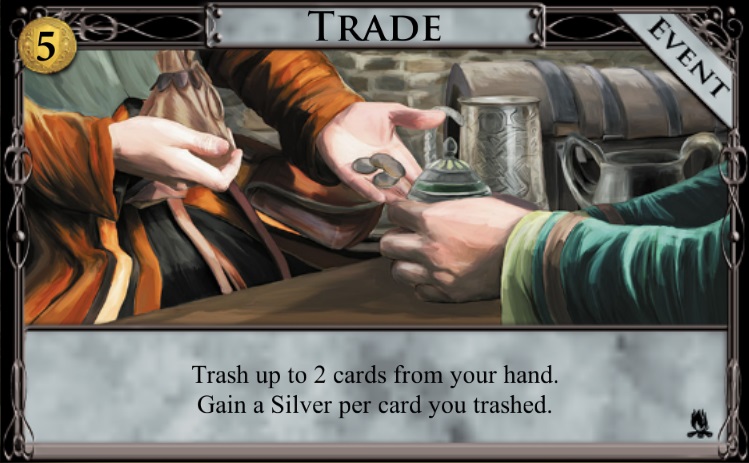 TRADE
5
EVENT
Trash up to 2 cards from your hand.
Gain a Silver per card you trashed.